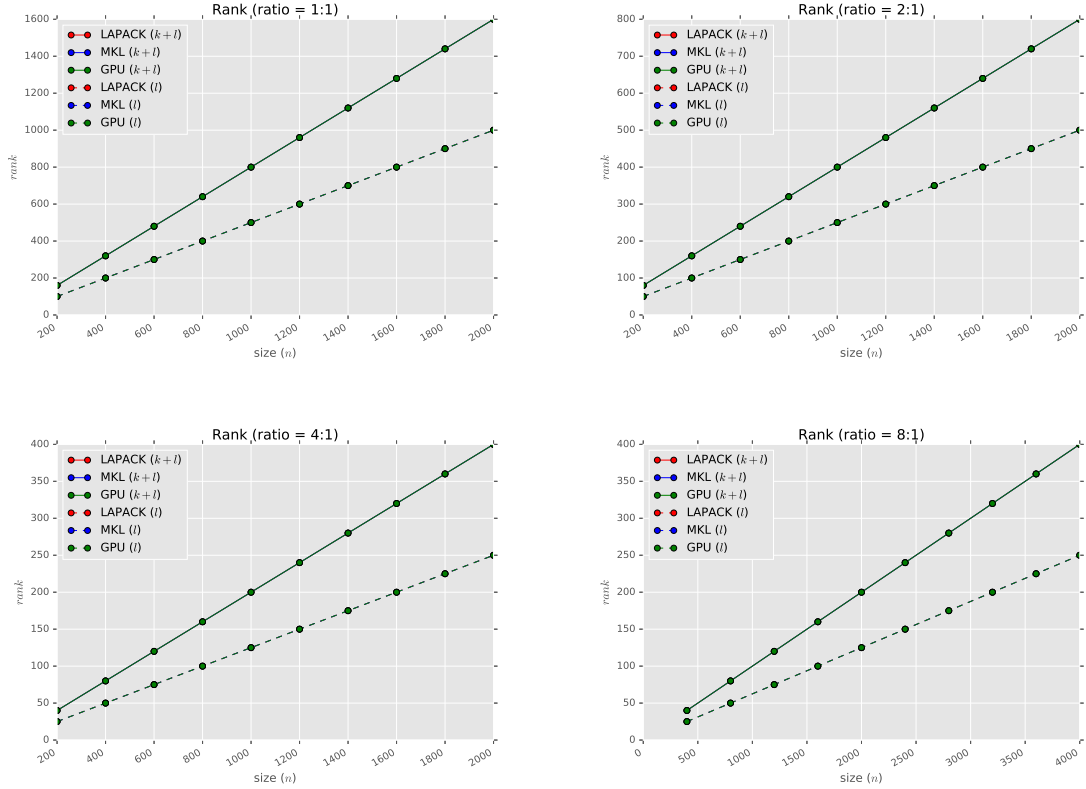 Rank (ratio = 1:1)
1600
1400
1200
1000
800
600
400
200
0
rank
LAPACK (k+l)
MKL (k+l)
GPU (k+l)
LAPACK (l)
MKL (l)
GPU (l)
200 400 600 800 1000 1200 1400 1600 1800 2000
size (n)
Rank (ratio = 2:1)
800
700
600
500
400
300
200
100
0
rank
LAPACK (k+l)
MKL (k+l)
GPU (k+l)
LAPACK (l)
MKL (l)
GPU (l)
200 400 600 800 1000 1200 1400 1600 1800 2000
size (n)
Rank (ratio = 4:1)
400
350
300
250
200
150
100
50
0
rank
LAPACK (k+l)
MKL (k+l)
GPU (k+l)
LAPACK (l)
MKL (l)
GPU (l)
200 400 600 800 1000 1200 1400 1600 1800 2000
size (n)
Rank (ratio = 8:1)
400
350
300
250
200
150
100
50
0
rank
LAPACK (k+l)
MKL (k+l)
GPU (k+l)
LAPACK (l)
MKL (l)
GPU (l)
0 500 1000 1500 2000 2500 3000 3500 4000
size (n)